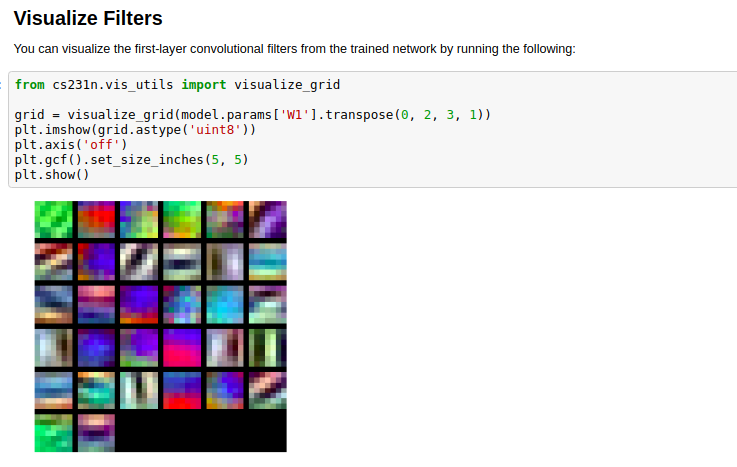 Visualize Filters
You can visualize the first-layer convolutional filters from the trained network by running the following:
from cs231n.vis_utils import visualize_grid
grid = visualize_grid(model.params['W1'].transpose(0, 2, 3, 1))
plt.imshow(grid.astype('uint8'))
plt.axis('off')
plt.gcf().set_size_inches(5, 5)
plt.show()